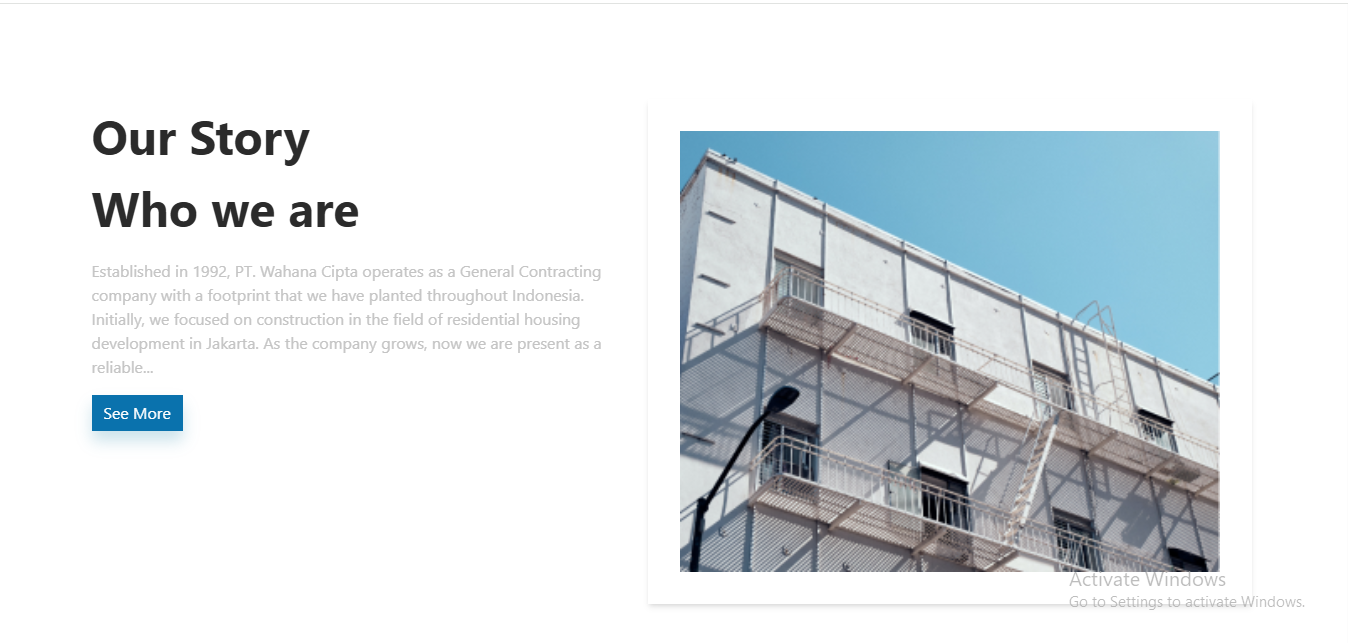 Our Story
Who we are
Established in 1992, PT. Wahana Cipta operates as a General Contracting
company with a footprint that we have planted throughout Indonesia.
Initially, we focused on construction in the field of residential housing
development in Jakarta. As the company grows, now we are present as a
reliable...
See More
Activate Windows
Go to Settings to activate Windows.